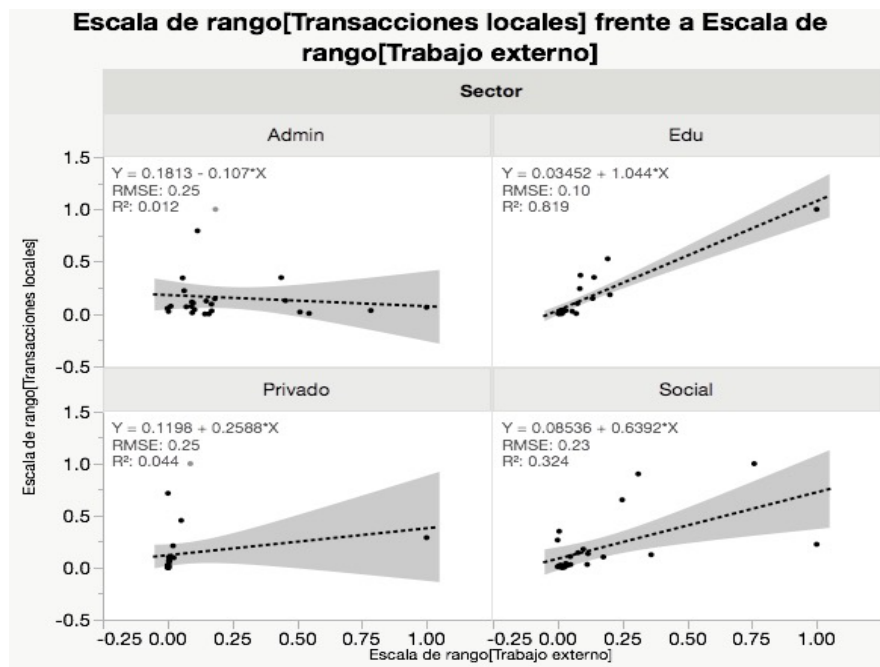 Escala de rango[Transacciones locales] frente a Escala de
rango[Trabajo externo]
Sector
Admin
Edu
Y = 0.1813 - 0.107*X
RMSE: 0.25
R²: 0.012
Y = 0.03452 + 1.044*X
RMSE: 0.10
R²: 0.819
1.5
1.0
0.5
0.0
-0.5
Privado
Social
Y = 0.1198 + 0.2588*X
RMSE: 0.25
R²: 0.044
Y = 0.08536 + 0.6392*X
RMSE: 0.23
R²: 0.324
1.5
1.0
0.5
0.0
-0.5
Escala de rango[Transacciones locales]
-0.25 0.00 0.25 0.50 1.00 -0.25 0.00 0.25 0.50 1.00
Escala de rango[Trabajo externo]